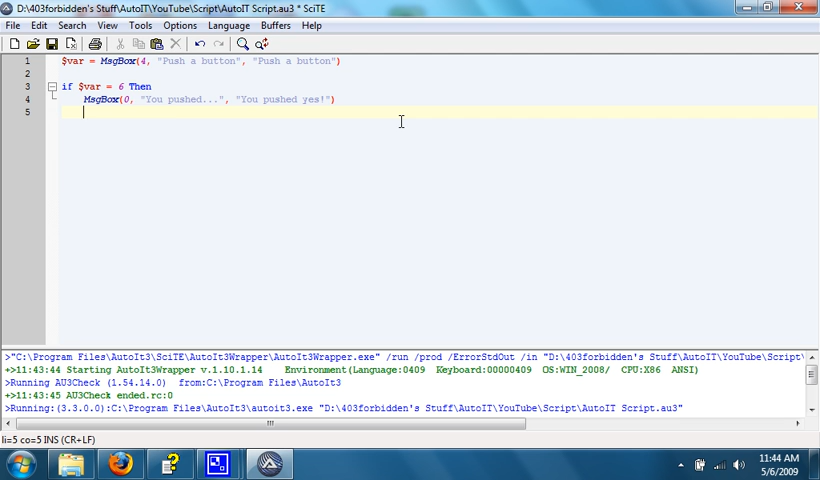 D:\403forbidden's Stuff\AutoIT\YouTube\Script\AutoIT Script.au3 * SciTE
File Edit Search View Tools Options Language Buffers Help
1 $var = MsgBox(4, "Push a button", "Push a button")
2
3 if $var = 6 Then
4 MsgBox(0, "You pushed...", "You pushed yes!")
5
>"C:\Program Files\AutoIt3\SciTE\AutoIt3Wrapper\AutoIt3Wrapper.exe" /run /prod /ErrorStdOut /in "D:\403forbidden's Stuff\AutoIT\YouTube\Script\
+>11:43:44 Starting AutoIt3Wrapper v.1.10.1.14 Environment(Language:0409 Keyboard:00000409 OS:WIN_2008/ CPU:X86 ANSI)
>Running AU3Check (1.54.14.0) from:C:\Program Files\AutoIt3
+>11:43:45 AU3Check ended.rc:0
>Running:(3.3.0.0):C:\Program Files\AutoIt3\autoit3.exe "D:\403forbidden's Stuff\AutoIT\YouTube\Script\AutoIT Script.au3"
li=5 co=5 INS (CR+LF)
11:44 AM
5/6/2009